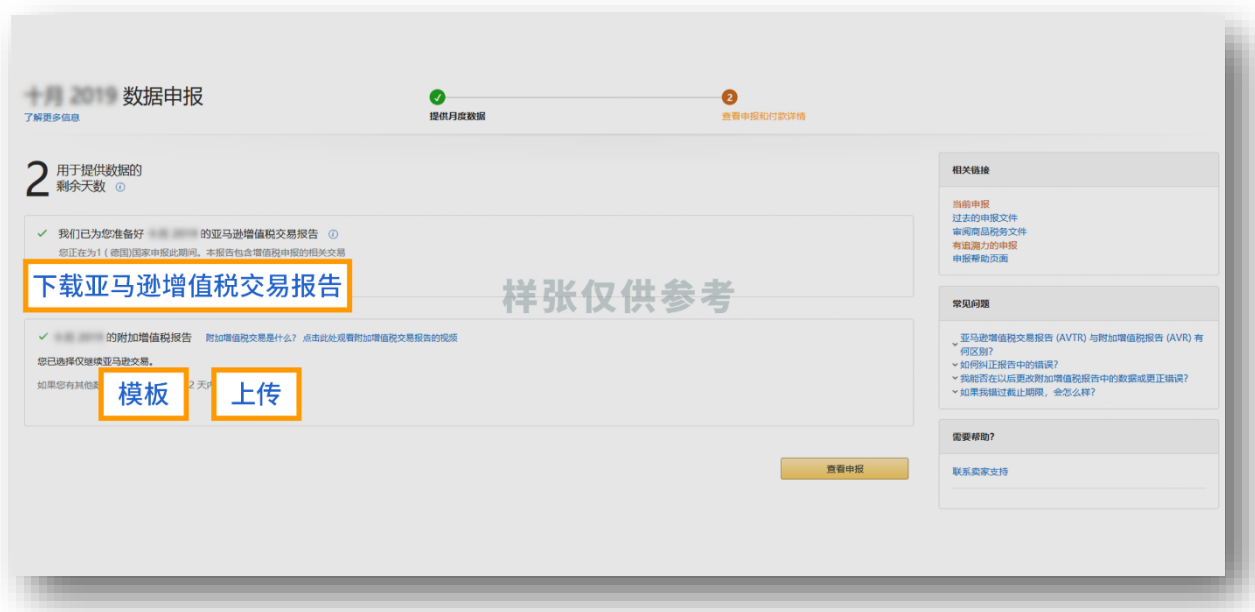 十月 2019 数据申报
了解更多信息
提供月度数据
2
查看申报和付款详情
2 用于提供数据的
剩余天数
我们已为您准备好 的亚马逊增值税交易报告
您正在为1 ( 德国)国家申报此期间。本报告包含增值税申报的相关交易
下载亚马逊增值税交易报告
样张仅供参考
的附加增值税报告 附加增值税交易是什么? 点击此处观看附加增值税交易报告的视频
您已选择仅继续亚马逊交易。
如果您有其他数 模板 2 天内 上传
查看申报
相关链接
当前申报
过去的申报文件
审阅商品税务文件
有追溯力的申报
申报帮助页面
常见问题
亚马逊增值税交易报告 (AVTR) 与附加增值税报告 (AVR) 有
何区别?
如何纠正报告中的错误?
我能否在以后更改附加增值税报告中的数据或更正错误?
如果我错过截止期限，会怎么样?
需要帮助?
联系卖家支持